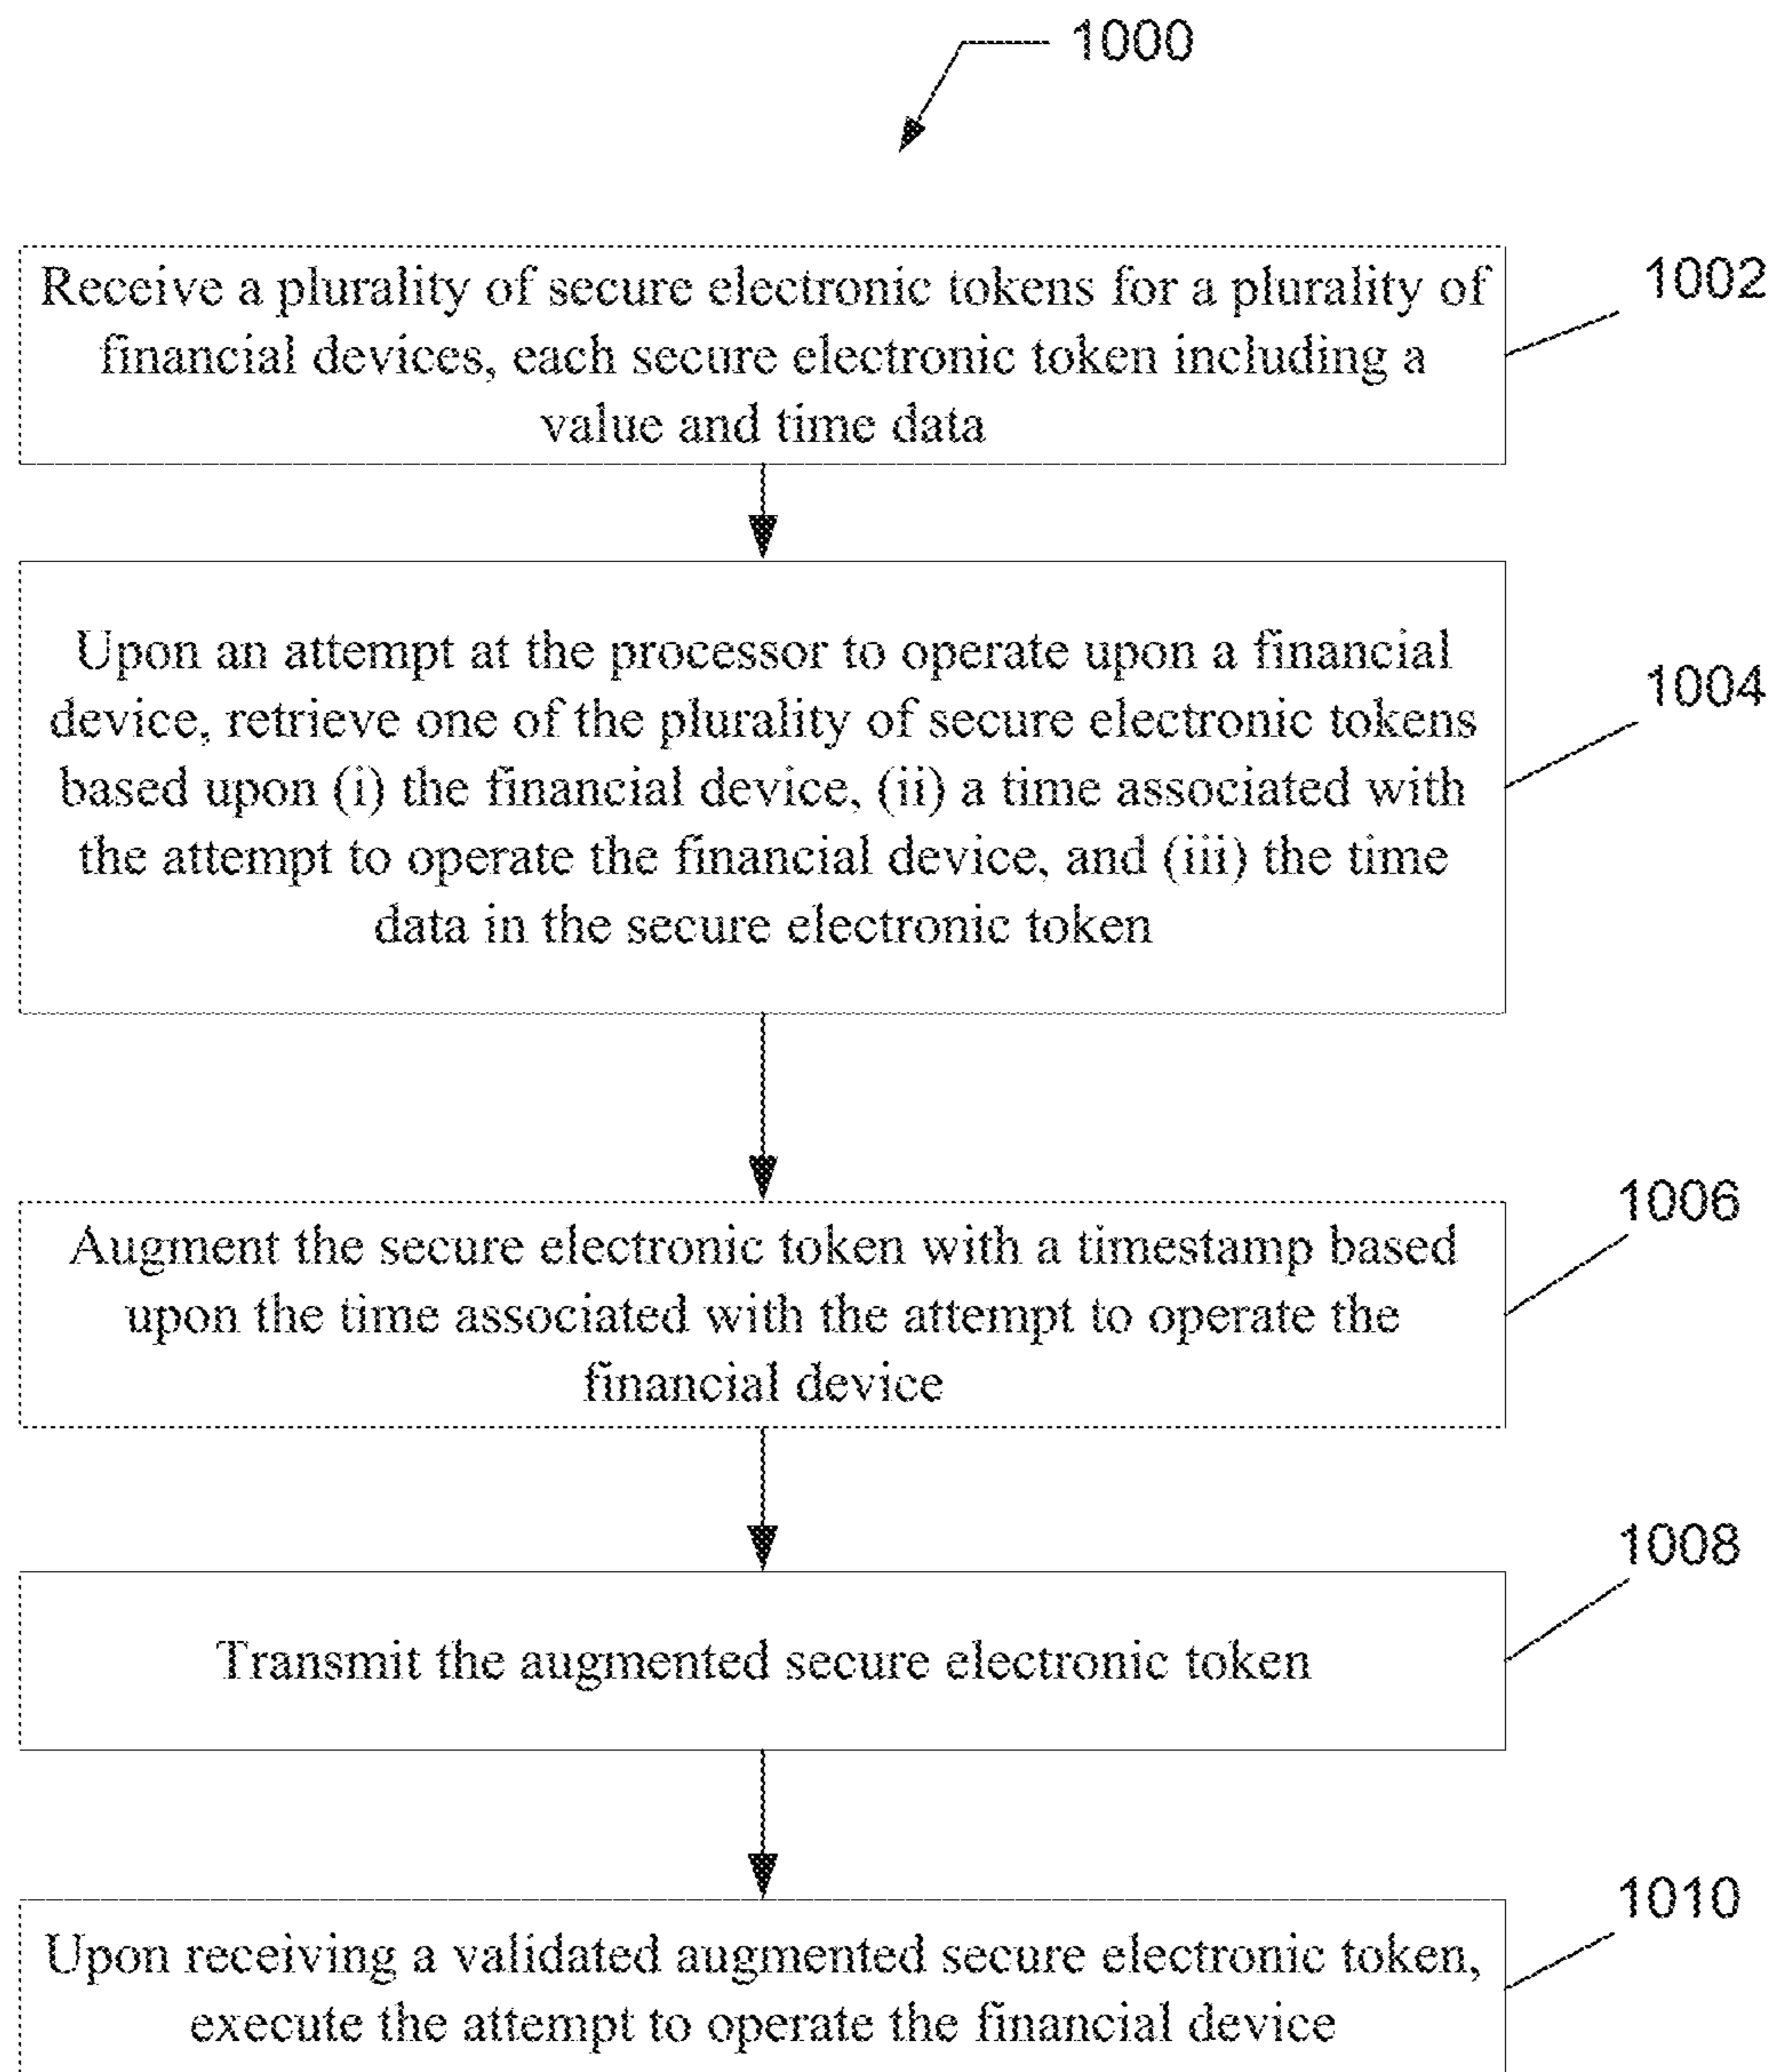 1000
Receive a plurality of secure electronic tokens for a plurality of
financial devices, each secure electronic token including a
value and time data
1002
Upon an attempt at the processor to operate upon a financial
device, retrieve one of the plurality of secure electronic tokens
based upon (i) the financial device, (ii) a time associated with
the attempt to operate the financial device, and (iii) the time
data in the secure electronic token
1004
Augment the secure electronic token with a timestamp based
upon the time associated with the attempt to operate the
financial device
1006
Transmit the augmented secure electronic token
1008
Upon receiving a validated augmented secure electronic token,
execute the attempt to operate the financial device
1010